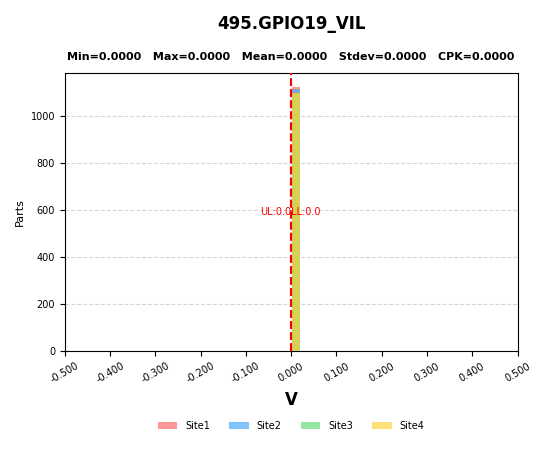 495.GPIO19_VIL
Min=0.0000 Max=0.0000 Mean=0.0000 Stdev=0.0000 CPK=0.0000
Parts
1000
800
600
400
200
0
UL:0.0 LL:0.0
-0.500 -0.400 -0.300 -0.200 -0.100 0.000 0.100 0.200 0.300 0.400 0.500
V
Site1 Site2 Site3 Site4